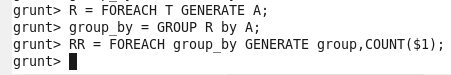 grunt> R = FOREACH T GENERATE A;
grunt> group_by = GROUP R by A;
grunt> RR = FOREACH group_by GENERATE group,COUNT($1);
grunt>